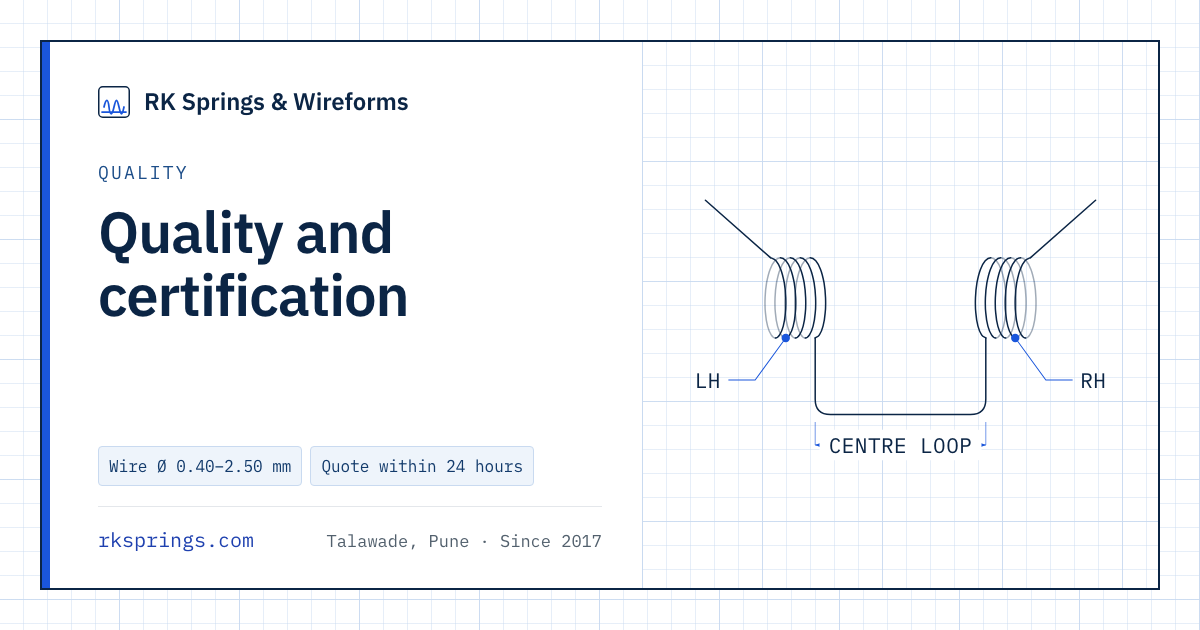 RK Springs & Wireforms
QUALITY
Quality and
certification
Wire Ø 0.40–2.50 mm
Quote within 24 hours
rksprings.com
Talawade, Pune · Since 2017
LH
RH
CENTRE LOOP